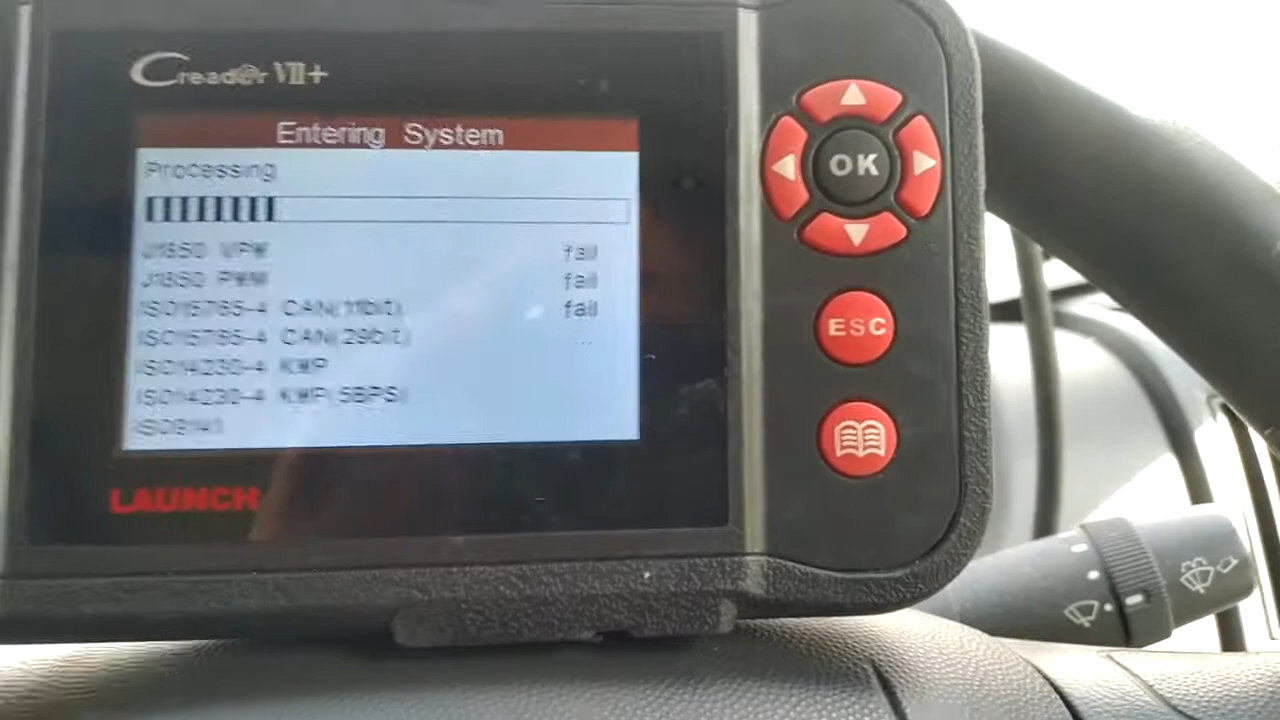 Creader VII+
Entering System
Processing
J1850 VPW fail
J1850 PWM fail
ISO15765-4 CAN(11bit) fail
ISO15765-4 CAN(29bit) ...
ISO14230-4 KWP
ISO14230-4 KWP(5BPS)
ISO9141
LAUNCH
OK
ESC